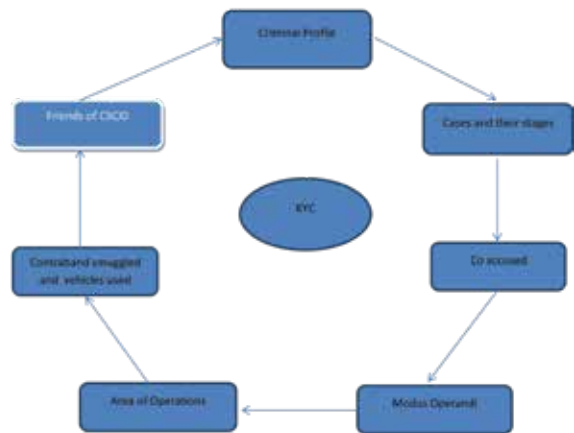 Criminal Profile
Friends of
Cases and their stages
KYC
Contraband smuggled
and vehicles used
Co accused
Area of Operations
Modus Operandi